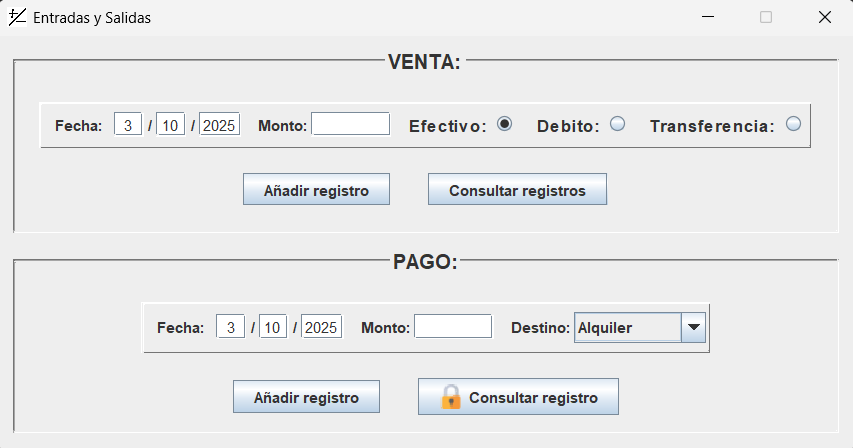 Entradas y Salidas
VENTA:
Fecha: 3 / 10 / 2025 Monto: Efectivo: Debito: Transferencia:
Añadir registro Consultar registros
PAGO:
Fecha: 3 / 10 / 2025 Monto: Destino: Alquiler
Añadir registro Consultar registro